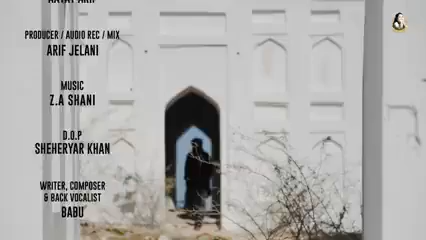 PRODUCER / AUDIO REC / MIX
ARIF JELANI
MUSIC
Z.A SHANI
D.O.P
SHEHERYAR KHAN
WRITER, COMPOSER
& BACK VOCALIST
BABU